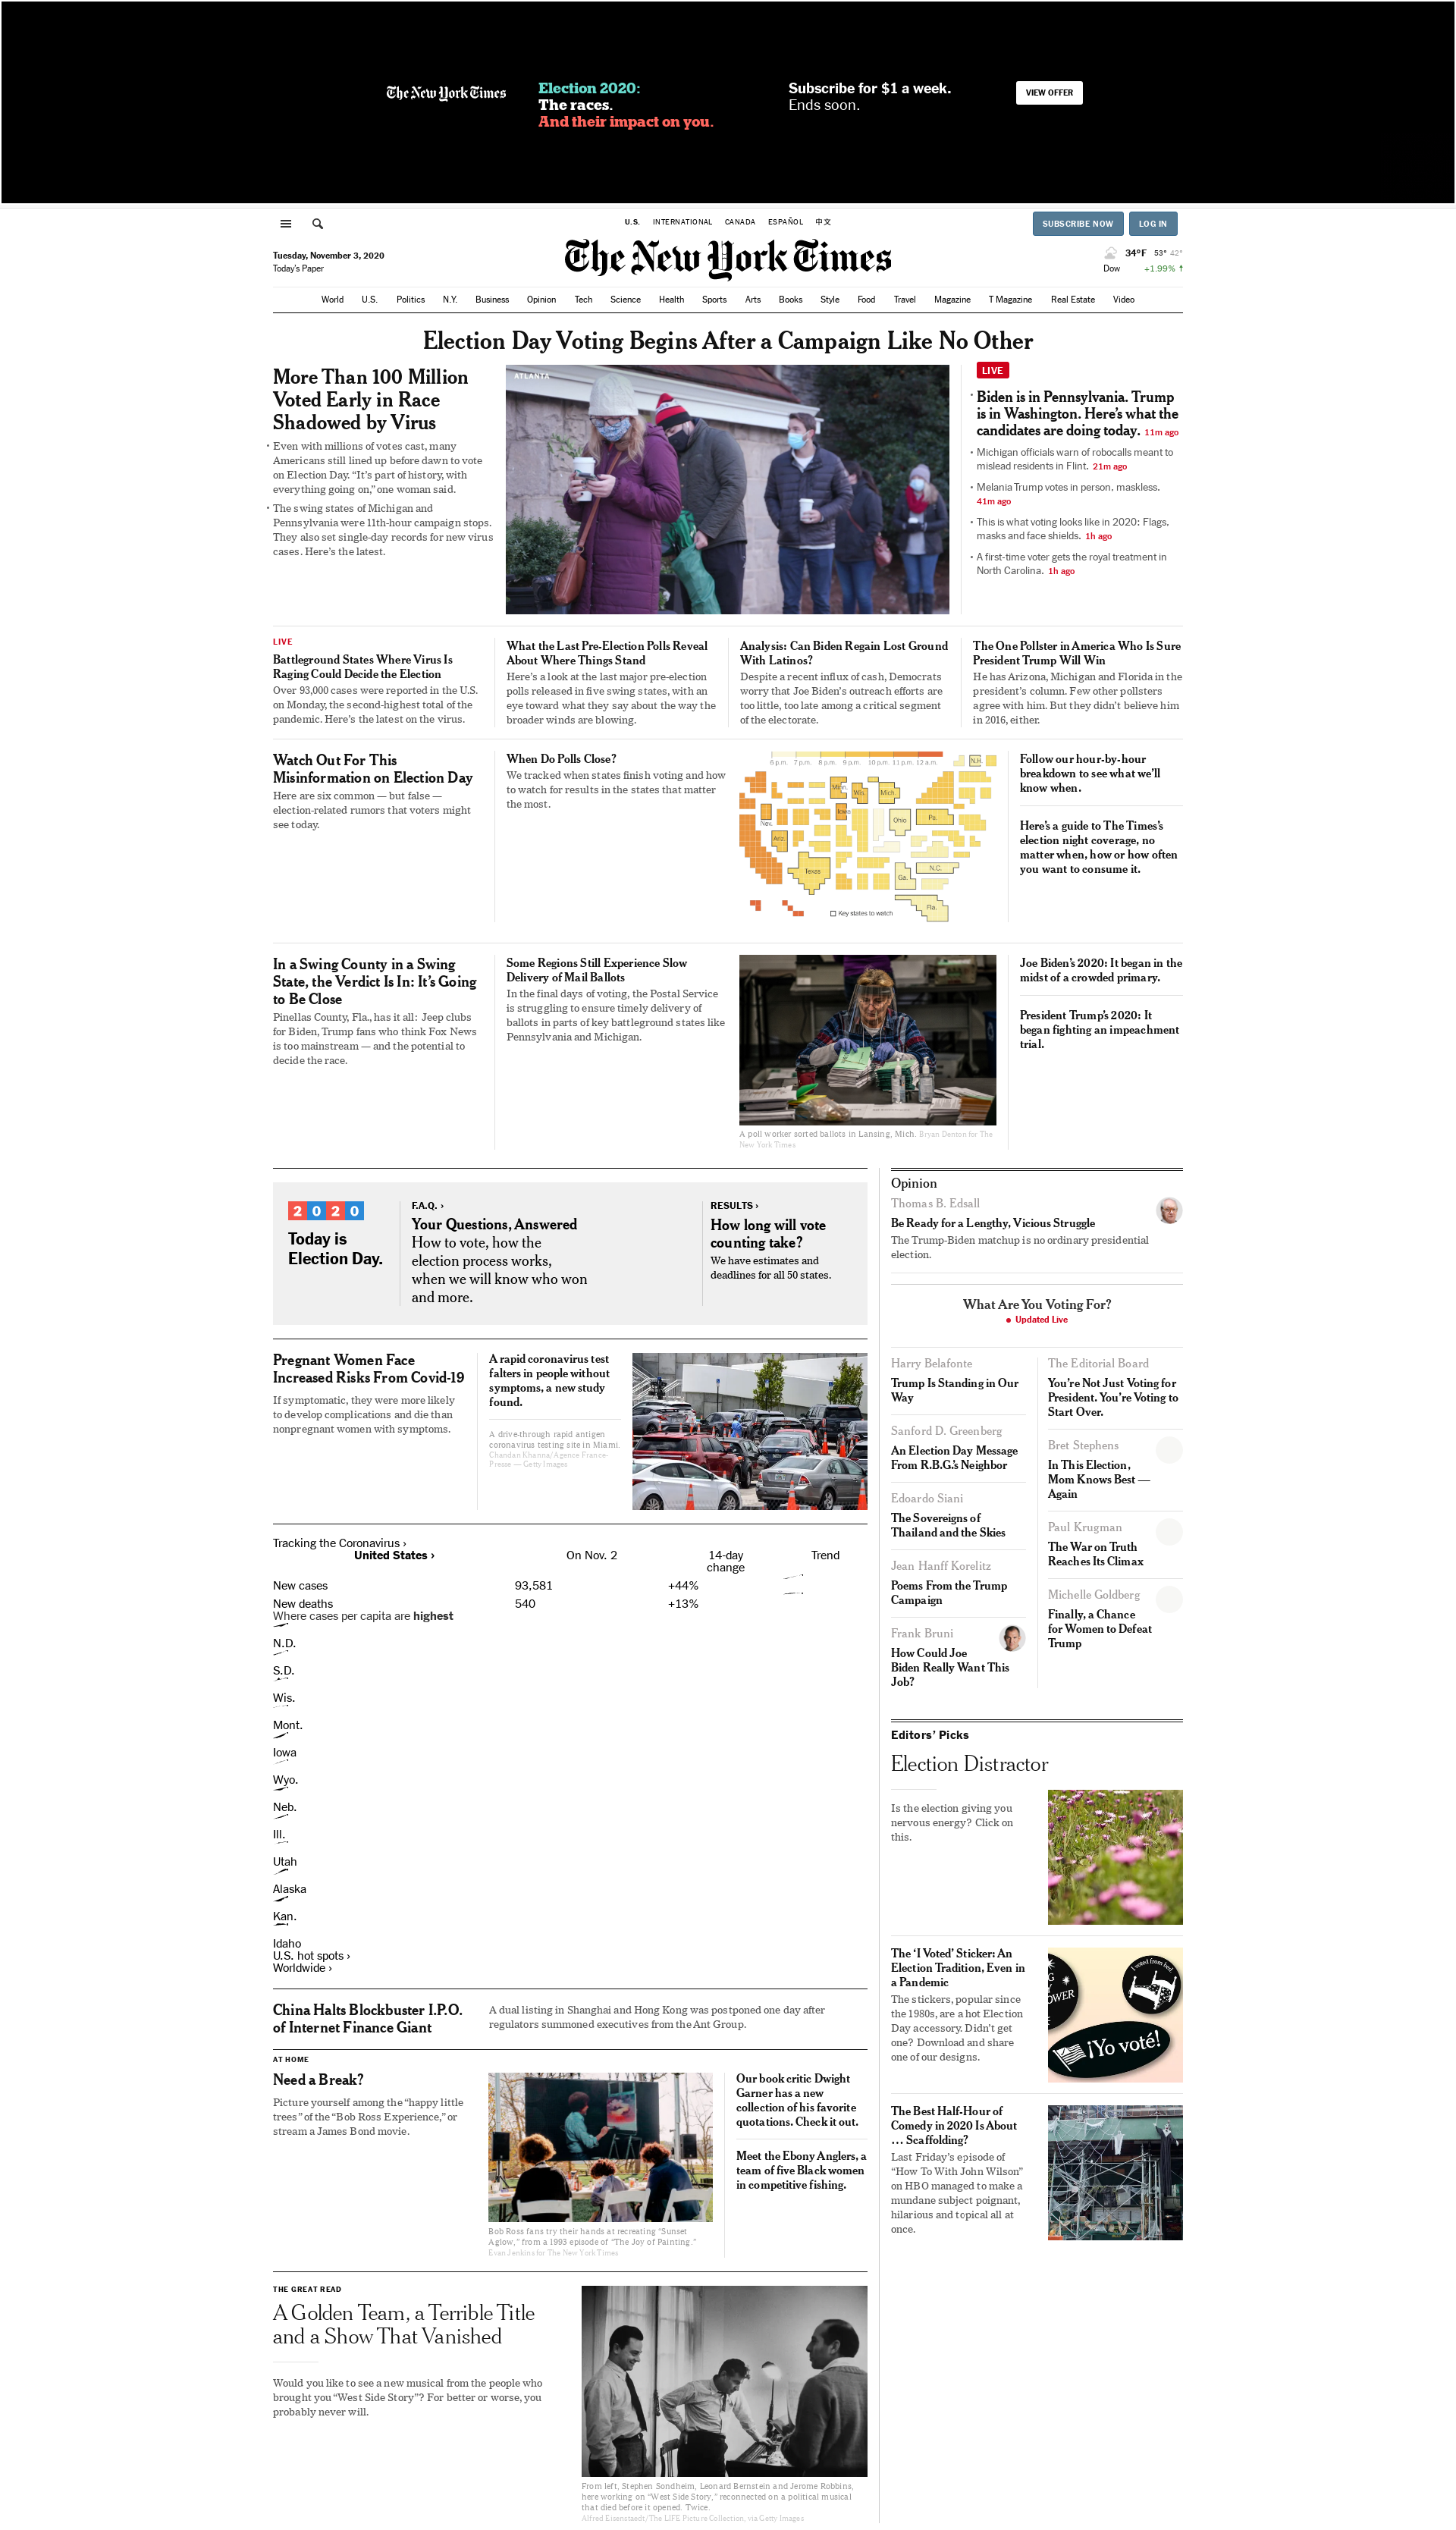 The New York Times
Election 2020:
The races.
And their impact on you.
Subscribe for $1 a week.
Ends soon.
VIEW OFFER
U.S. INTERNATIONAL CANADA ESPAÑOL 中文
SUBSCRIBE NOW LOG IN
Tuesday, November 3, 2020
Today's Paper
The New York Times
34°F 53° 42°
Dow +1.99% ↑
World U.S. Politics N.Y. Business Opinion Tech Science Health Sports Arts Books Style Food Travel Magazine T Magazine Real Estate Video
Election Day Voting Begins After a Campaign Like No Other
More Than 100 Million
Voted Early in Race
Shadowed by Virus
• Even with millions of votes cast, many
Americans still lined up before dawn to vote
on Election Day. “It’s part of history, with
everything going on,” one woman said.
• The swing states of Michigan and
Pennsylvania were 11th-hour campaign stops.
They also set single-day records for new virus
cases. Here’s the latest.
ATLANTA
LIVE
• Biden is in Pennsylvania. Trump
is in Washington. Here’s what the
candidates are doing today. 11m ago
• Michigan officials warn of robocalls meant to
mislead residents in Flint. 21m ago
• Melania Trump votes in person, maskless.
41m ago
• This is what voting looks like in 2020: Flags,
masks and face shields. 1h ago
• A first-time voter gets the royal treatment in
North Carolina. 1h ago
LIVE
Battleground States Where Virus Is
Raging Could Decide the Election
Over 93,000 cases were reported in the U.S.
on Monday, the second-highest total of the
pandemic. Here’s the latest on the virus.
What the Last Pre-Election Polls Reveal
About Where Things Stand
Here’s a look at the last major pre-election
polls released in five swing states, with an
eye toward what they say about the way the
broader winds are blowing.
Analysis: Can Biden Regain Lost Ground
With Latinos?
Despite a recent influx of cash, Democrats
worry that Joe Biden’s outreach efforts are
too little, too late among a critical segment
of the electorate.
The One Pollster in America Who Is Sure
President Trump Will Win
He has Arizona, Michigan and Florida in the
president’s column. Few other pollsters
agree with him. But they didn’t believe him
in 2016, either.
Watch Out For This
Misinformation on Election Day
Here are six common — but false —
election-related rumors that voters might
see today.
When Do Polls Close?
We tracked when states finish voting and how
to watch for results in the states that matter
the most.
6 p.m. 7 p.m. 8 p.m. 9 p.m. 10 p.m. 11 p.m. 12 a.m.
N.H.
Minn.
Wis. Mich.
Iowa
Nev.
Ohio Pa.
Ariz.
Texas
N.C.
Ga.
Fla.
Key states to watch
Follow our hour-by-hour
breakdown to see what we’ll
know when.
Here’s a guide to The Times’s
election night coverage, no
matter when, how or how often
you want to consume it.
In a Swing County in a Swing
State, the Verdict Is In: It’s Going
to Be Close
Pinellas County, Fla., has it all: Jeep clubs
for Biden, Trump fans who think Fox News
is too mainstream — and the potential to
decide the race.
Some Regions Still Experience Slow
Delivery of Mail Ballots
In the final days of voting, the Postal Service
is struggling to ensure timely delivery of
ballots in parts of key battleground states like
Pennsylvania and Michigan.
A poll worker sorted ballots in Lansing, Mich. Bryan Denton for The
New York Times
Joe Biden’s 2020: It began in the
midst of a crowded primary.
President Trump’s 2020: It
began fighting an impeachment
trial.
2020
Today is
Election Day.
F.A.Q. ›
Your Questions, Answered
How to vote, how the
election process works,
when we will know who won
and more.
RESULTS ›
How long will vote
counting take?
We have estimates and
deadlines for all 50 states.
Pregnant Women Face
Increased Risks From Covid-19
If symptomatic, they were more likely
to develop complications and die than
nonpregnant women with symptoms.
A rapid coronavirus test
falters in people without
symptoms, a new study
found.
A drive-through rapid antigen
coronavirus testing site in Miami.
Chandan Khanna/Agence France-
Presse — Getty Images
Tracking the Coronavirus ›
United States › On Nov. 2 14-day
change Trend
New cases 93,581 +44%
New deaths 540 +13%
Where cases per capita are highest
N.D.
S.D.
Wis.
Mont.
Iowa
Wyo.
Neb.
Ill.
Utah
Alaska
Kan.
Idaho
U.S. hot spots ›
Worldwide ›
China Halts Blockbuster I.P.O.
of Internet Finance Giant
A dual listing in Shanghai and Hong Kong was postponed one day after
regulators summoned executives from the Ant Group.
AT HOME
Need a Break?
Picture yourself among the “happy little
trees” of the “Bob Ross Experience,” or
stream a James Bond movie.
Bob Ross fans try their hands at recreating “Sunset
Aglow,” from a 1993 episode of “The Joy of Painting.”
Evan Jenkins for The New York Times
Our book critic Dwight
Garner has a new
collection of his favorite
quotations. Check it out.
Meet the Ebony Anglers, a
team of five Black women
in competitive fishing.
THE GREAT READ
A Golden Team, a Terrible Title
and a Show That Vanished
Would you like to see a new musical from the people who
brought you “West Side Story”? For better or worse, you
probably never will.
From left, Stephen Sondheim, Leonard Bernstein and Jerome Robbins,
here working on “West Side Story,” reconnected on a political musical
that died before it opened. Twice.
Alfred Eisenstaedt/The LIFE Picture Collection, via Getty Images
Opinion
Thomas B. Edsall
Be Ready for a Lengthy, Vicious Struggle
The Trump-Biden matchup is no ordinary presidential
election.
What Are You Voting For?
Updated Live
Harry Belafonte
Trump Is Standing in Our
Way
Sanford D. Greenberg
An Election Day Message
From R.B.G.’s Neighbor
Edoardo Siani
The Sovereigns of
Thailand and the Skies
Jean Hanff Korelitz
Poems From the Trump
Campaign
Frank Bruni
How Could Joe
Biden Really Want This
Job?
The Editorial Board
You’re Not Just Voting for
President. You’re Voting to
Start Over.
Bret Stephens
In This Election,
Mom Knows Best —
Again
Paul Krugman
The War on Truth
Reaches Its Climax
Michelle Goldberg
Finally, a Chance
for Women to Defeat
Trump
Editors’ Picks
Election Distractor
Is the election giving you
nervous energy? Click on
this.
The ‘I Voted’ Sticker: An
Election Tradition, Even in
a Pandemic
The stickers, popular since
the 1980s, are a hot Election
Day accessory. Didn’t get
one? Download and share
one of our designs.
I voted from bed.
OWER
¡Yo voté!
The Best Half-Hour of
Comedy in 2020 Is About
… Scaffolding?
Last Friday’s episode of
“How To With John Wilson”
on HBO managed to make a
mundane subject poignant,
hilarious and topical all at
once.